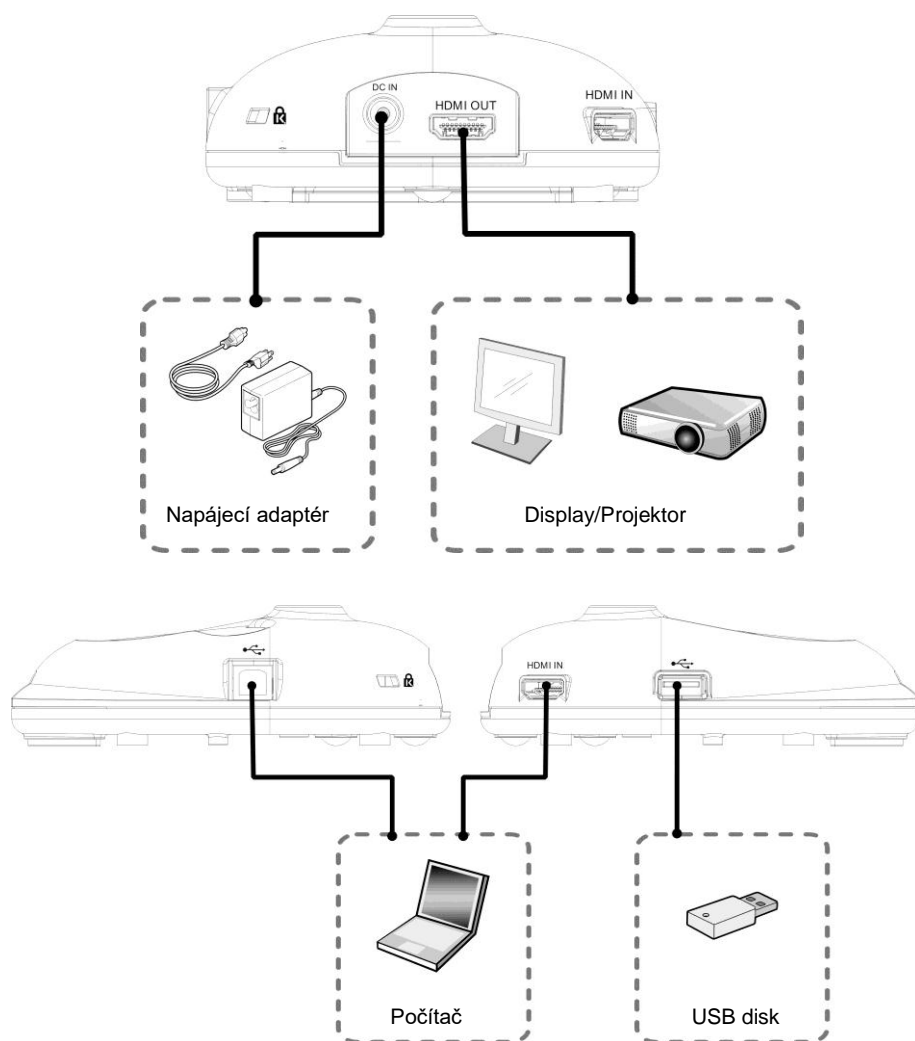 DC IN
HDMI OUT
HDMI IN
K
Napájecí adaptér
Display/Projektor
K
HDMI IN
Počítač
USB disk